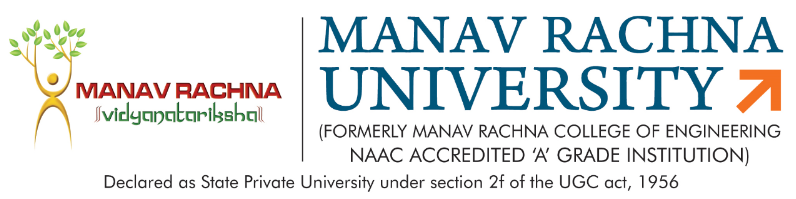 MANAV RACHNA
॥vidyanatariksha॥
MANAV RACHNA
UNIVERSITY
(FORMERLY MANAV RACHNA COLLEGE OF ENGINEERING
NAAC ACCREDITED ‘A’ GRADE INSTITUTION)
Declared as State Private University under section 2f of the UGC act, 1956